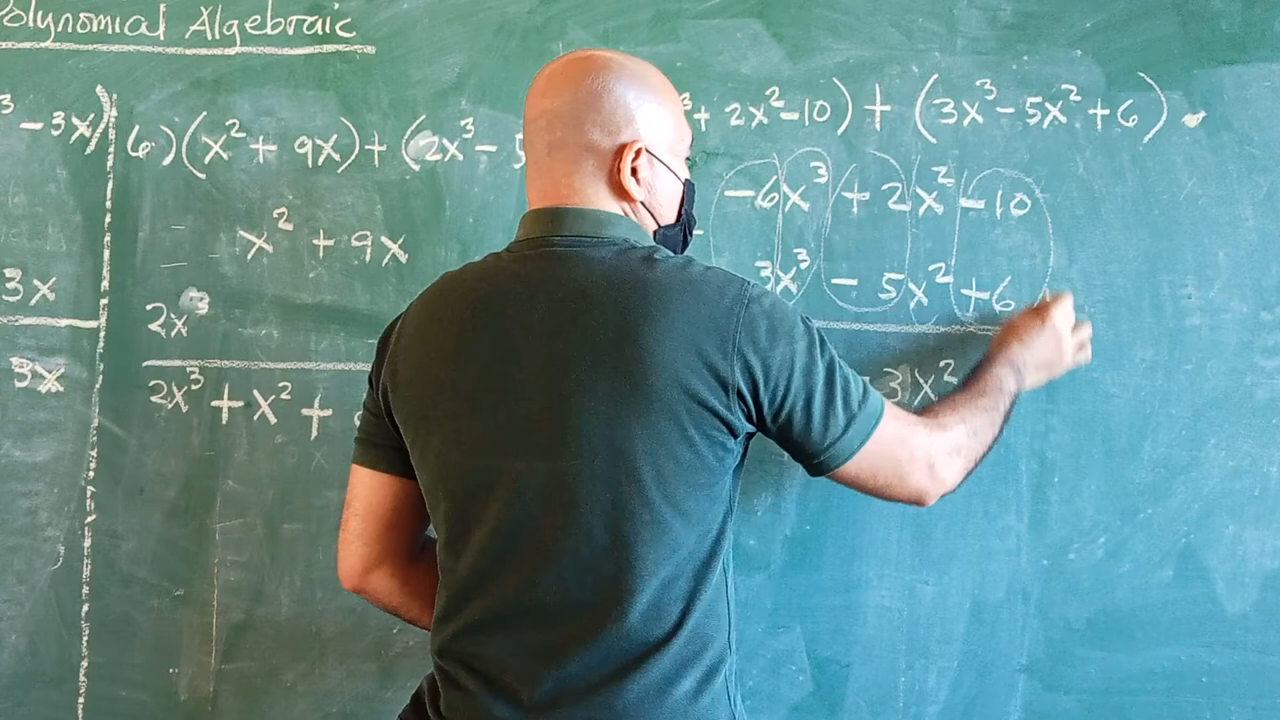 Polynomial Algebraic
³ - 3x)
3x
3x
6.) (x² + 9x) + (2x³ - 5
= x² + 9x
2x³
2x³ + x² +
³ + 2x² - 10) + (3x³ - 5x² + 6)
-6x³ + 2x² - 10
3x³ - 5x² + 6
3x²